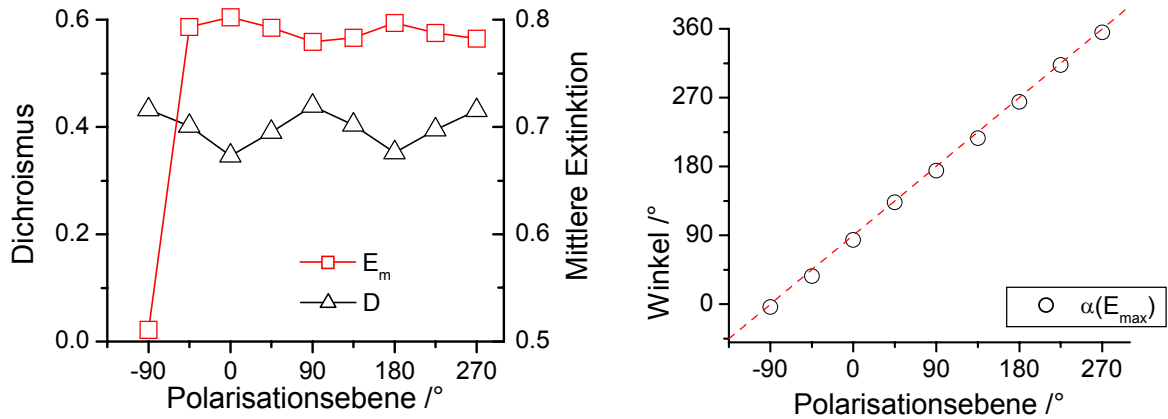 0.6
0.4
0.2
0.0
Dichroismus
0.8
0.7
0.6
0.5
Mittlere Extinktion
E_m
D
-90 0 90 180 270
Polarisationsebene /°
360
270
180
90
0
Winkel /°
α(E_max)
-90 0 90 180 270
Polarisationsebene /°